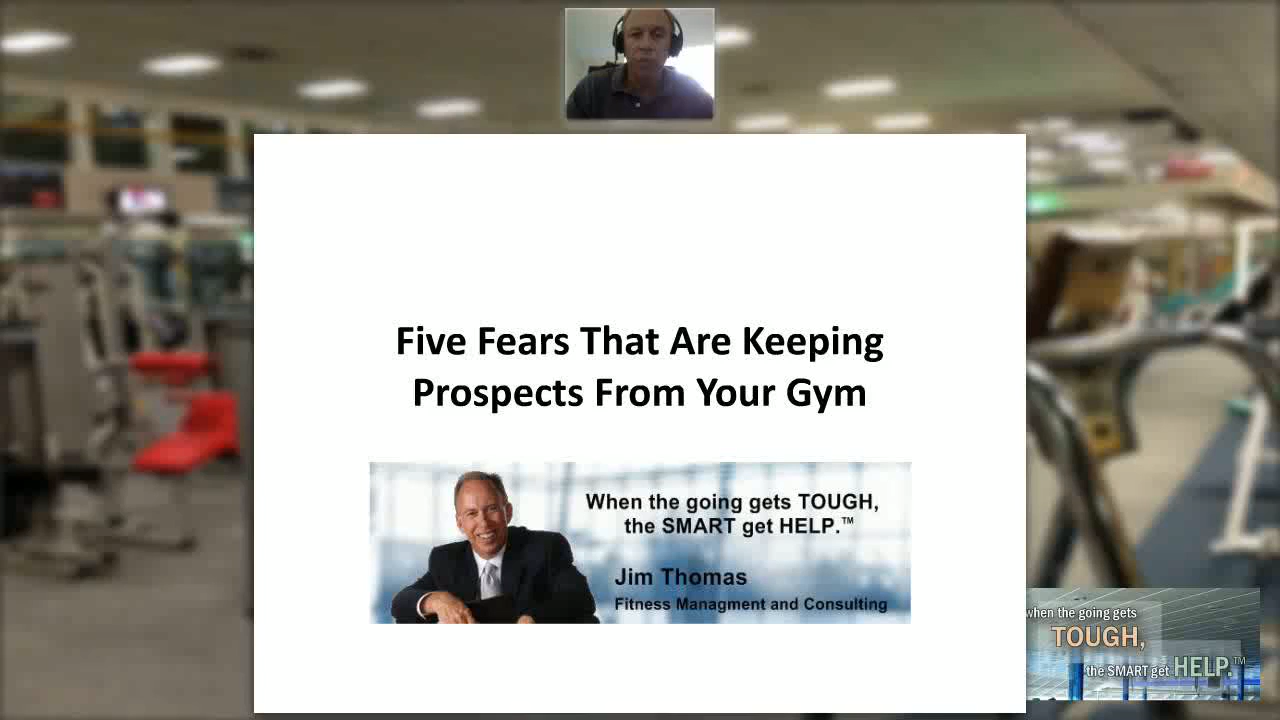 Five Fears That Are Keeping
Prospects From Your Gym
When the going gets TOUGH,
the SMART get HELP.™
Jim Thomas
Fitness Managment and Consulting
when the going gets
TOUGH,
the SMART get HELP.™